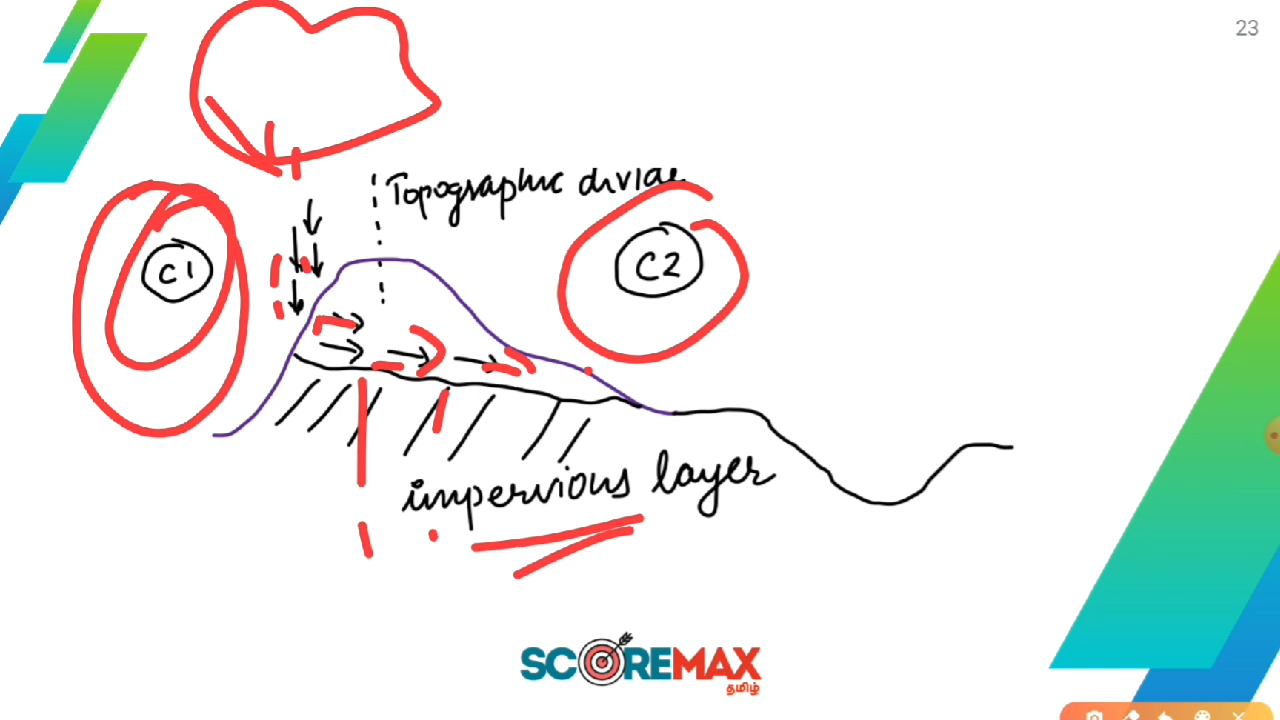 23
Topographic divide
C1
C2
impervious layer
SCOREMAX
தமிழ்